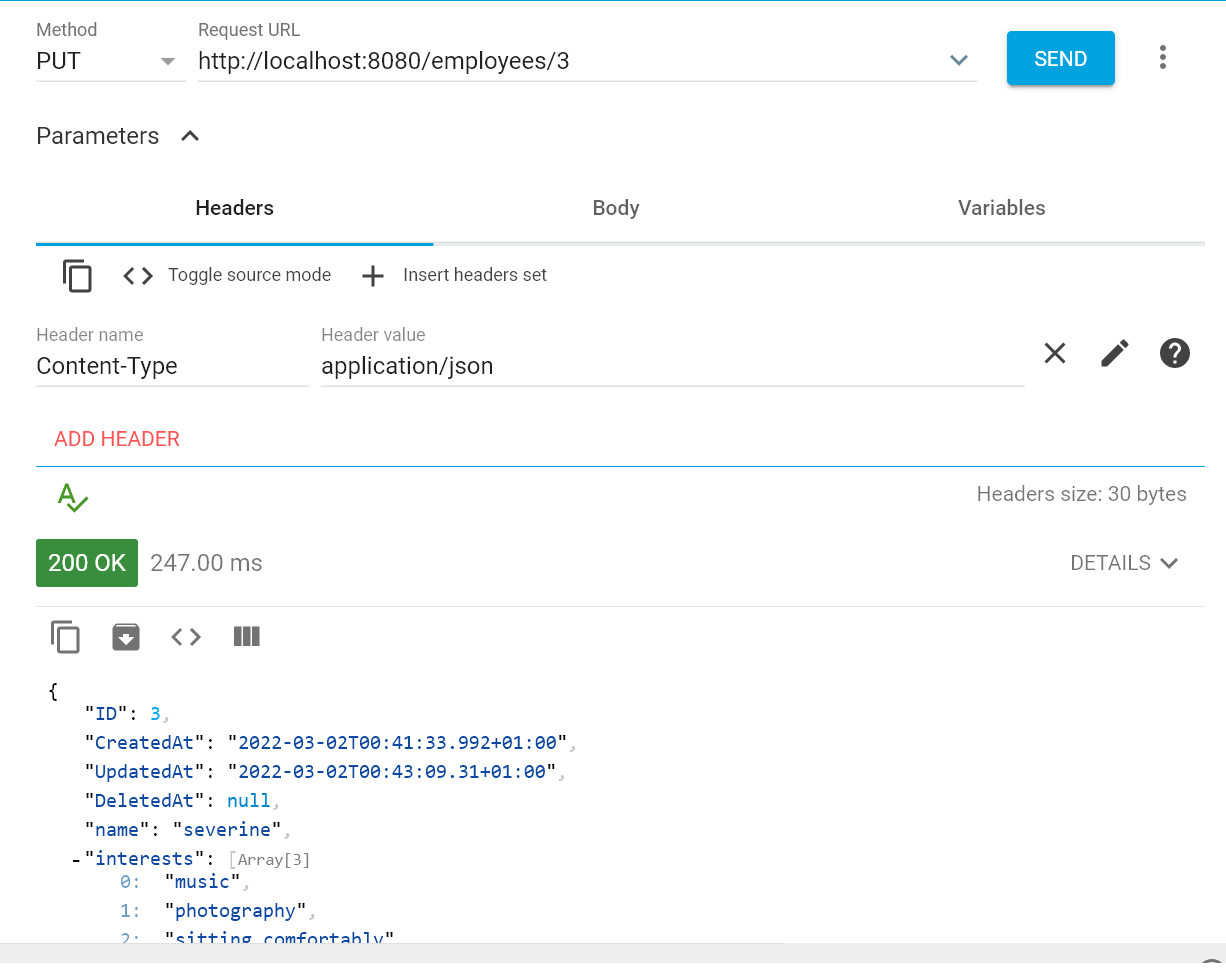 Method
Request URL
PUT
http://localhost:8080/employees/3
SEND
Parameters
Headers
Body
Variables
Toggle source mode
Insert headers set
Header name
Header value
Content-Type
application/json
ADD HEADER
Headers size: 30 bytes
200 OK
247.00 ms
DETAILS
{
"ID": 3,
"CreatedAt": "2022-03-02T00:41:33.992+01:00",
"UpdatedAt": "2022-03-02T00:43:09.31+01:00",
"DeletedAt": null,
"name": "severine",
-"interests": [Array[3]
0: "music",
1: "photography",
2: "sitting comfortably"